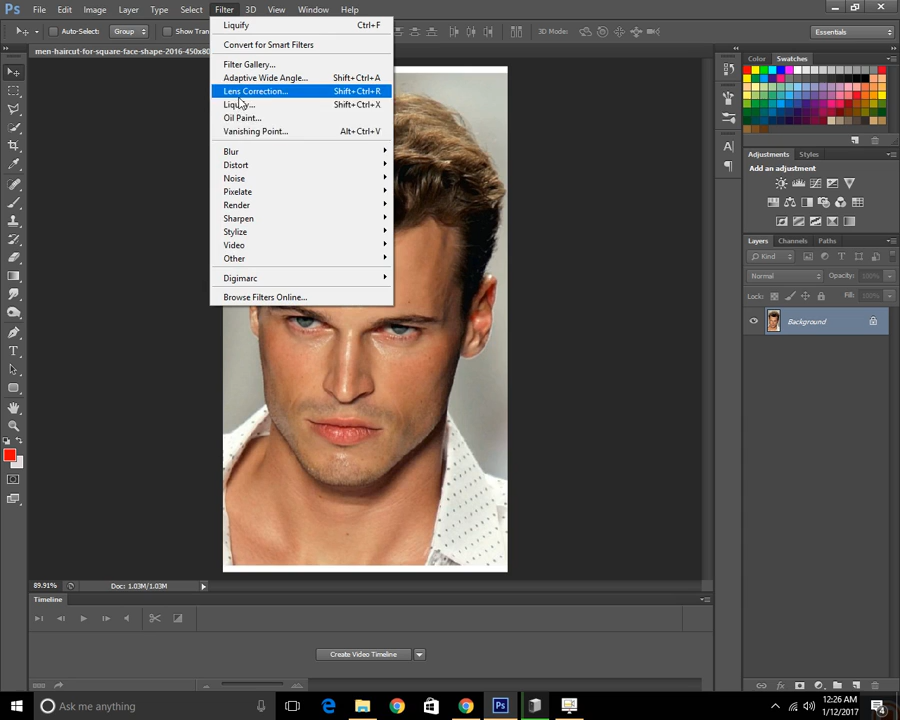 Ps File Edit Image Layer Type Select Filter 3D View Window Help
Auto-Select: Group Show Tran 3D Mode: Essentials
men-haircut-for-square-face-shape-2016-450x80
Liquify Ctrl+F
Convert for Smart Filters
Filter Gallery...
Adaptive Wide Angle... Shift+Ctrl+A
Lens Correction... Shift+Ctrl+R
Liquify... Shift+Ctrl+X
Oil Paint...
Vanishing Point... Alt+Ctrl+V
Blur
Distort
Noise
Pixelate
Render
Sharpen
Stylize
Video
Other
Digimarc
Browse Filters Online...
Color Swatches
Adjustments Styles
Add an adjustment
Layers Channels Paths
Kind
Normal Opacity: 100%
Lock: Fill: 100%
Background
89.91% Doc: 1.03M/1.03M
Timeline
Create Video Timeline
Ask me anything
12:26 AM
1/12/2017
4